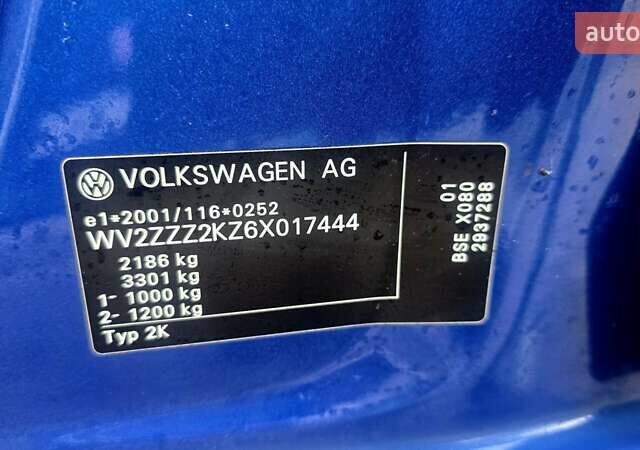 auto
VOLKSWAGEN AG
e1*2001/116*0252
WV2ZZZ2KZ6X017444
2186 kg
3301 kg
1- 1000 kg
2- 1200 kg
Typ 2K
01
BSE X080
2937288